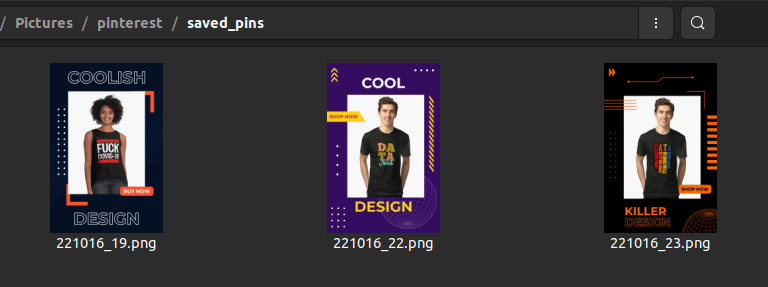 / Pictures / pinterest / saved_pins
COOLISH
FUCK
COVID-19
BUY NOW
DESIGN
221016_19.png
COOL
SHOP NOW
DATA
DESIGN
221016_22.png
DATA
SHOP NOW
KILLER
DESIGN
221016_23.png